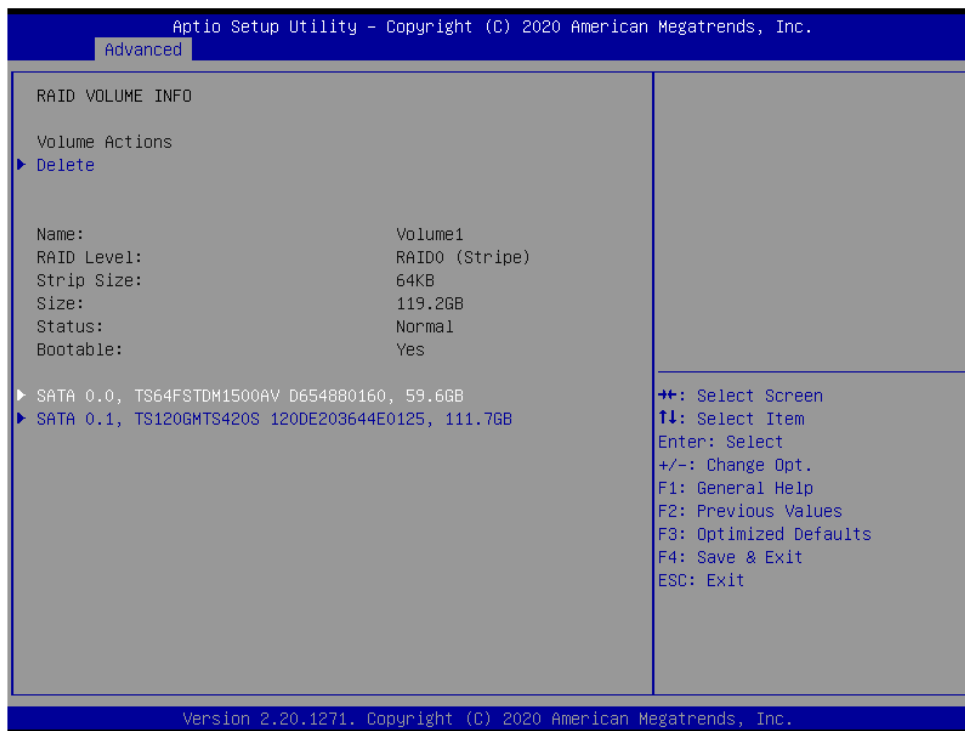 Aptio Setup Utility – Copyright (C) 2020 American Megatrends, Inc.
Advanced
RAID VOLUME INFO
Volume Actions
▶ Delete
Name: Volume1
RAID Level: RAID0 (Stripe)
Strip Size: 64KB
Size: 119.2GB
Status: Normal
Bootable: Yes
▶ SATA 0.0, TS64FSTDM1500AV D654880160, 59.6GB
▶ SATA 0.1, TS120GMTS420S 120DE203644E0125, 111.7GB
→←: Select Screen
↑↓: Select Item
Enter: Select
+/-: Change Opt.
F1: General Help
F2: Previous Values
F3: Optimized Defaults
F4: Save & Exit
ESC: Exit
Version 2.20.1271. Copyright (C) 2020 American Megatrends, Inc.